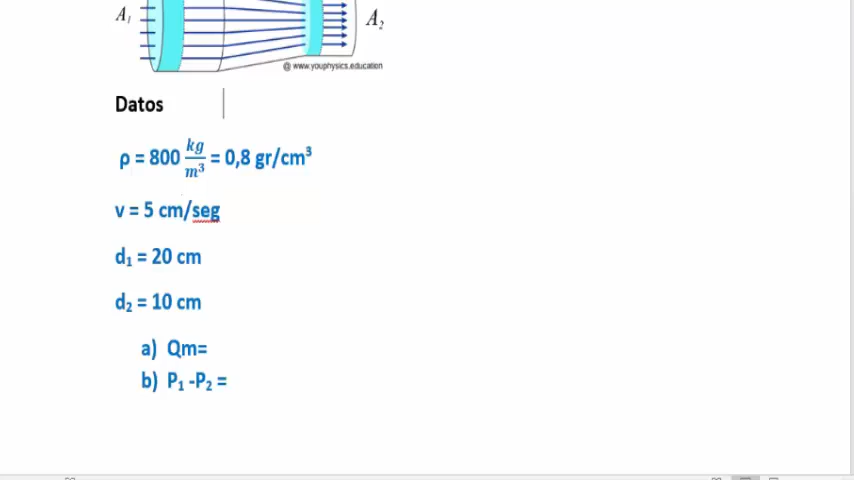 A₁ A₂
@ www.youphysics.education
Datos
ρ = 800 kg/m³ = 0,8 gr/cm³
v = 5 cm/seg
d₁ = 20 cm
d₂ = 10 cm
a) Qm=
b) P₁ -P₂ =